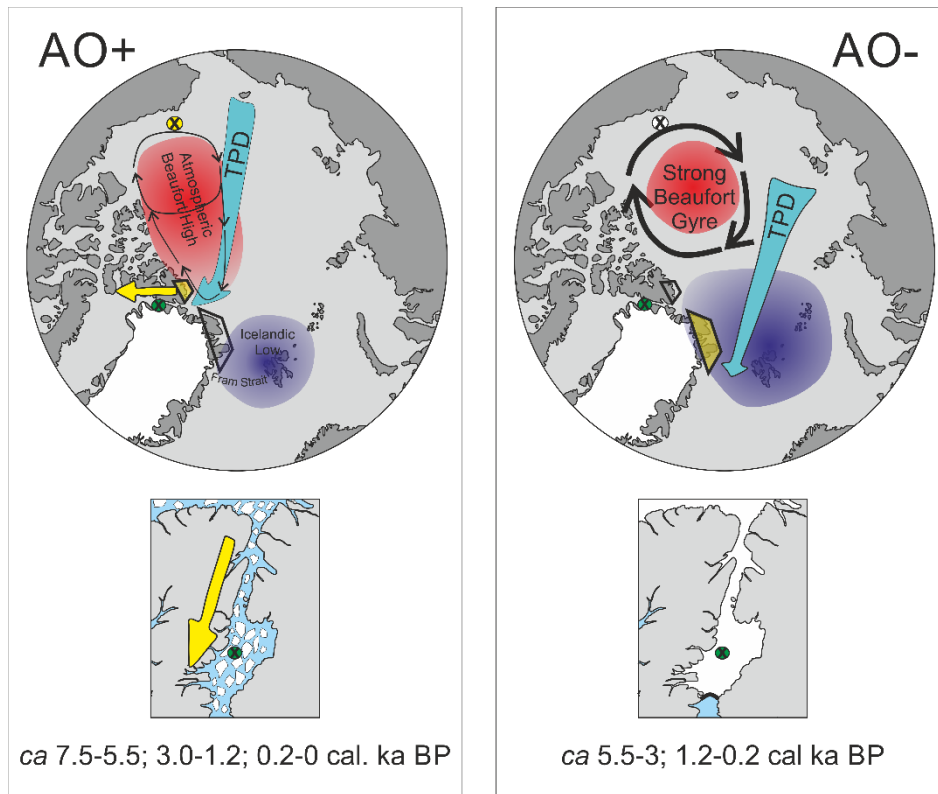 AO+
TPD
Atmospheric
Beaufort High
Icelandic
Low
Fram Strait
X
X
X
ca 7.5-5.5; 3.0-1.2; 0.2-0 cal. ka BP
AO-
X
Strong
Beaufort
Gyre
TPD
X
X
ca 5.5-3; 1.2-0.2 cal ka BP